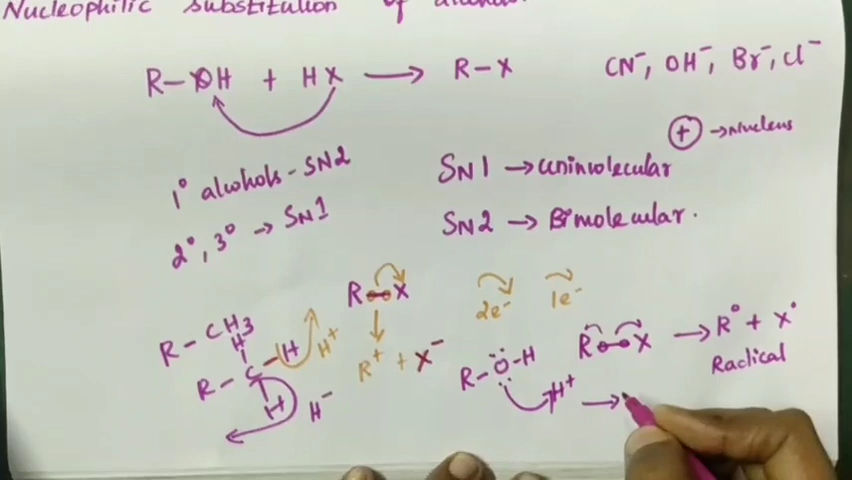 Nucleophilic Substitution of
R-OH + HX → R-X
CN⁻, OH⁻, Br⁻, Cl⁻
⊕ → Nucleus
1° alcohols - SN2
2°, 3° → SN1
SN1 → Unimolecular
SN2 → Bimolecular.
R-X
2e⁻ 1e⁻
R⁺ + X⁻
R-CH3
H
R-C-H
H
H⁺
H⁻
R-Ö-H
H⁺ →
R-X → R° + X•
Radical